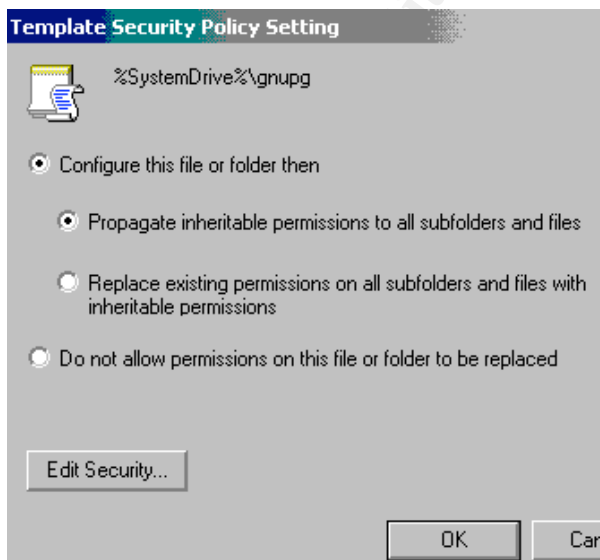 Template Security Policy Setting
%SystemDrive%\gnupg
Configure this file or folder then
Propagate inheritable permissions to all subfolders and files
Replace existing permissions on all subfolders and files with
inheritable permissions
Do not allow permissions on this file or folder to be replaced
Edit Security...
OK